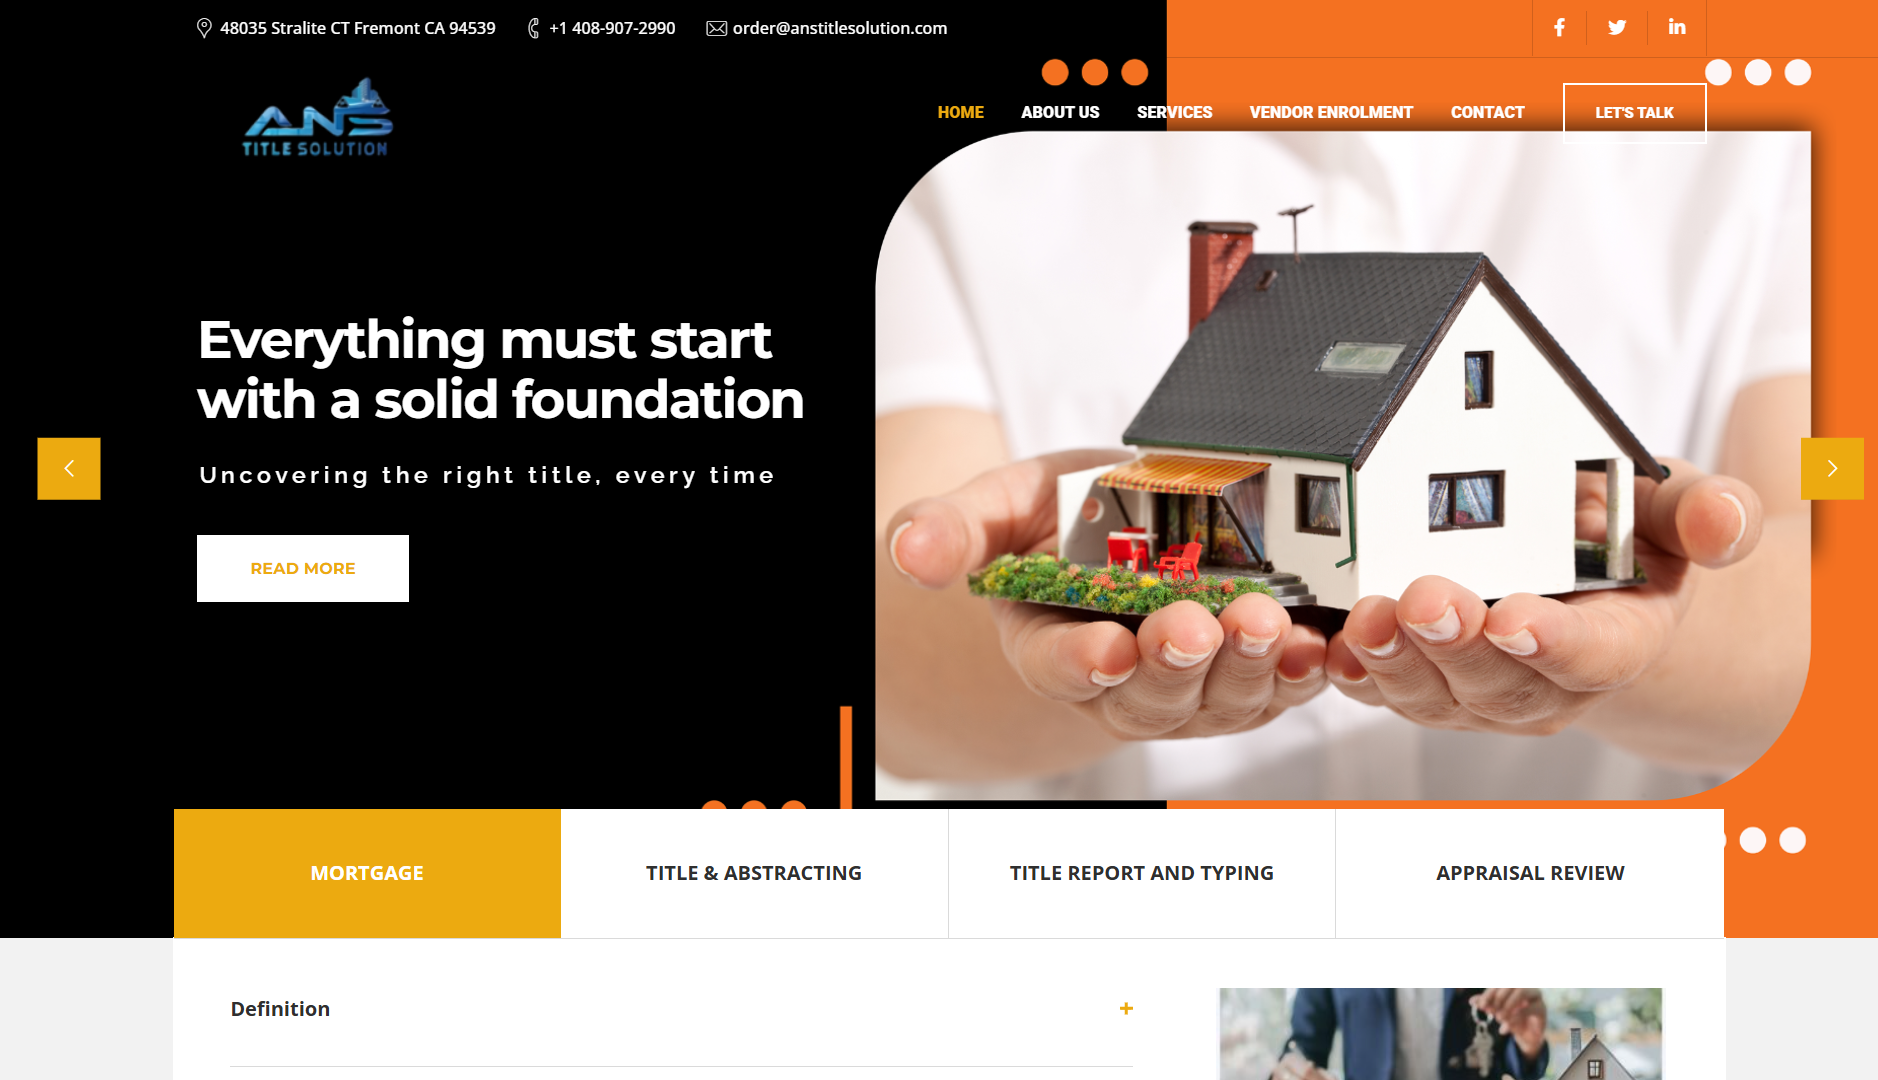 48035 Stralite CT Fremont CA 94539
+1 408-907-2990
order@anstitlesolution.com
ANS
TITLE SOLUTION
HOME
ABOUT US
SERVICES
VENDOR ENROLMENT
CONTACT
LET'S TALK
Everything must start
with a solid foundation
Uncovering the right title, every time
READ MORE
MORTGAGE
TITLE & ABSTRACTING
TITLE REPORT AND TYPING
APPRAISAL REVIEW
Definition
+